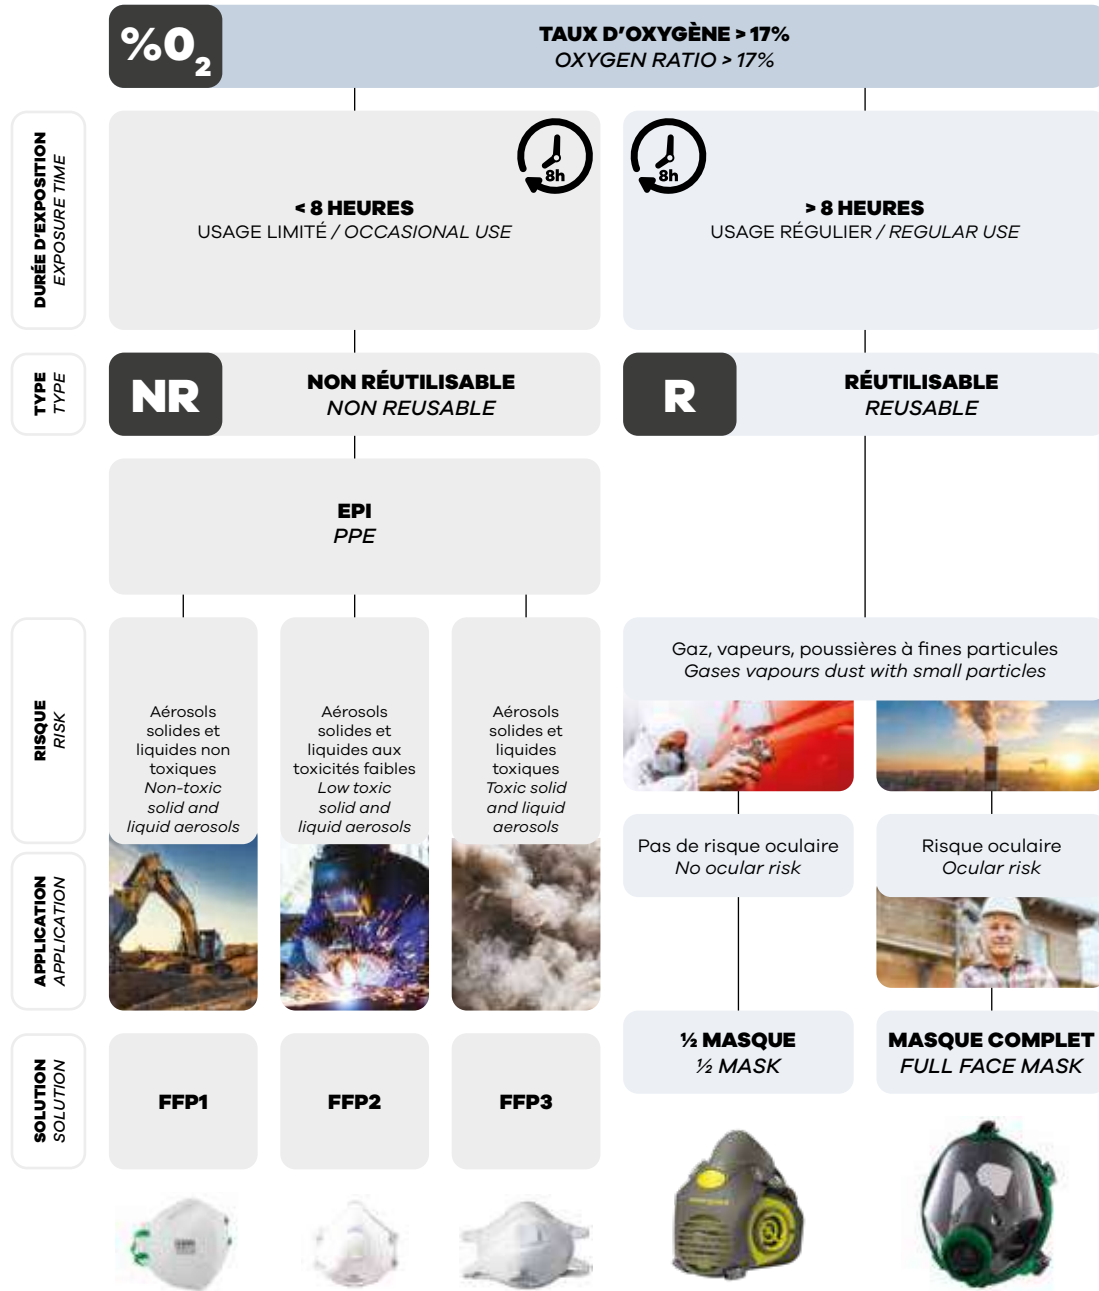 %O2
TAUX D'OXYGÈNE > 17%
OXYGEN RATIO > 17%
DURÉE D'EXPOSITION
EXPOSURE TIME
8h
< 8 HEURES
USAGE LIMITÉ / OCCASIONAL USE
8h
> 8 HEURES
USAGE RÉGULIER / REGULAR USE
TYPE
TYPE
NR
NON RÉUTILISABLE
NON REUSABLE
R
RÉUTILISABLE
REUSABLE
EPI
PPE
RISQUE
RISK
Aérosols
solides et
liquides non
toxiques
Non-toxic
solid and
liquid aerosols
Aérosols
solides et
liquides aux
toxicités faibles
Low toxic
solid and
liquid aerosols
Aérosols
solides et
liquides
toxiques
Toxic solid
and liquid
aerosols
Gaz, vapeurs, poussières à fines particules
Gases vapours dust with small particles
Pas de risque oculaire
No ocular risk
Risque oculaire
Ocular risk
APPLICATION
APPLICATION
SOLUTION
SOLUTION
FFP1
FFP2
FFP3
½ MASQUE
½ MASK
MASQUE COMPLET
FULL FACE MASK